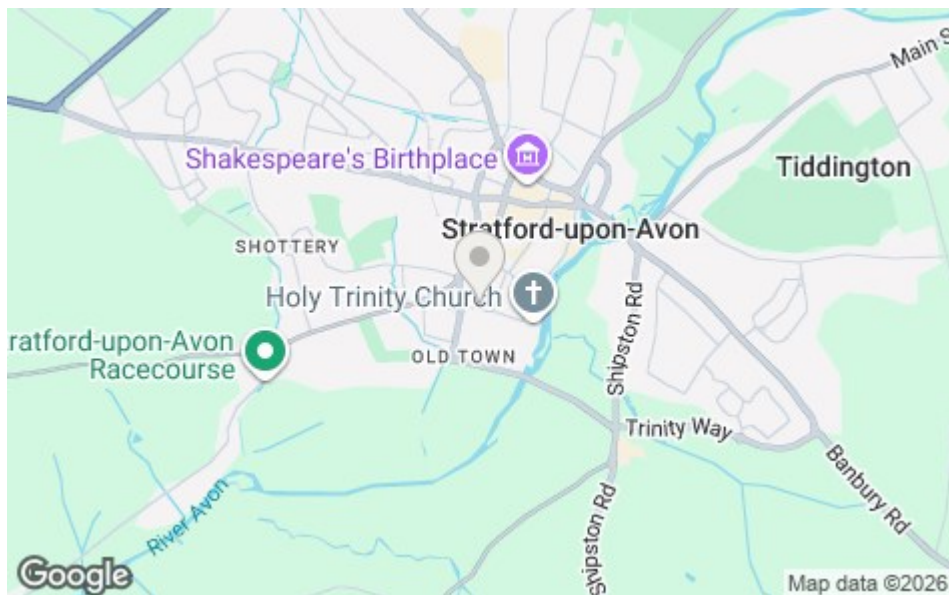 Main S
Shakespeare's Birthplace
Tiddington
Stratford-upon-Avon
SHOTTERY
Holy Trinity Church
ratford-upon-Avon
Racecourse
OLD TOWN
Shipston Rd
Trinity Way
Banbury Rd
River Avon
Shipston Rd
Google
Map data ©2026